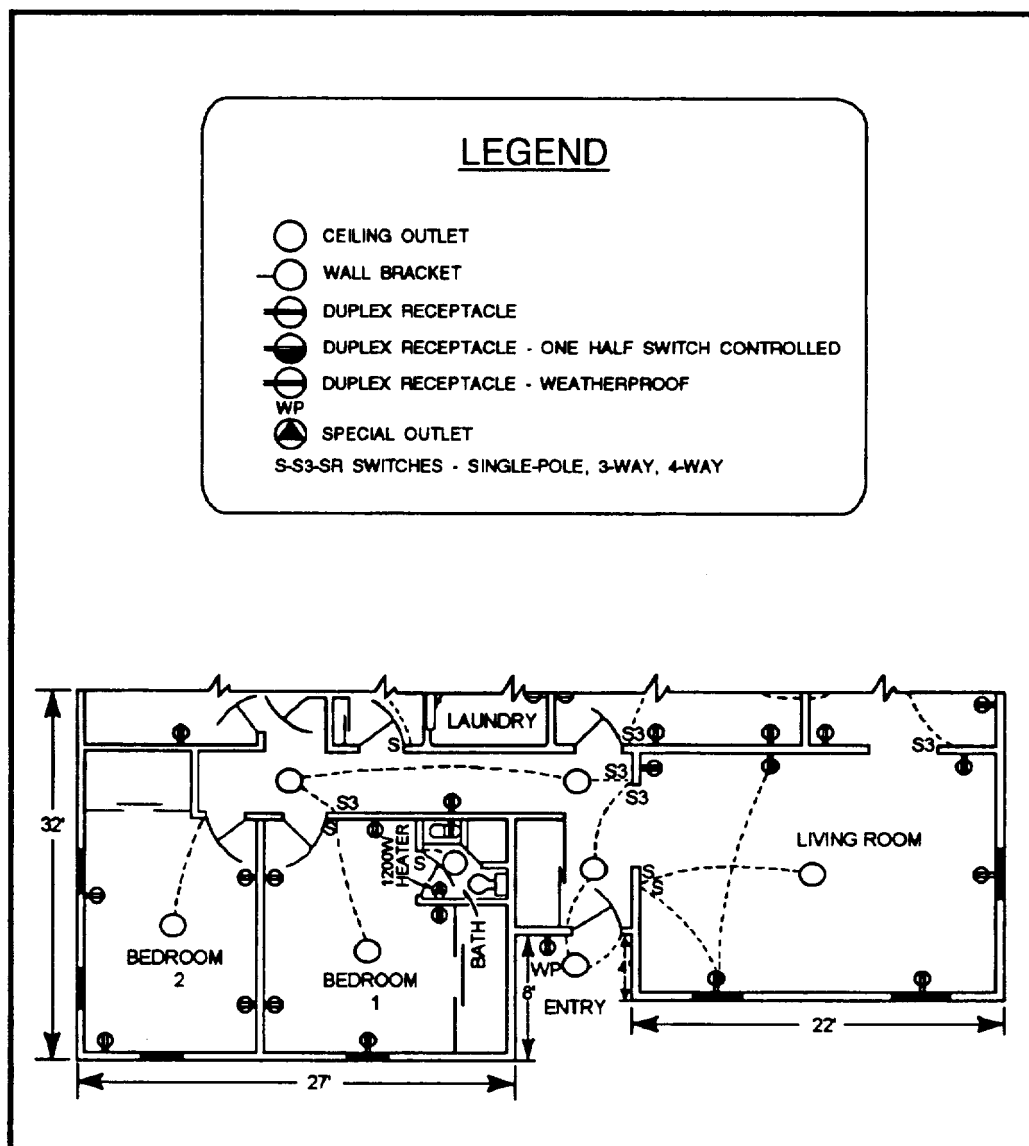 LEGEND
CEILING OUTLET
WALL BRACKET
DUPLEX RECEPTACLE
DUPLEX RECEPTACLE - ONE HALF SWITCH CONTROLLED
DUPLEX RECEPTACLE - WEATHERPROOF
WP
SPECIAL OUTLET
S-S3-SR SWITCHES - SINGLE-POLE, 3-WAY, 4-WAY
LAUNDRY
S
S3
S3
S3
S3
S3
S
32'
1200W
HEATER
S
LIVING ROOM
S
S
BATH
BEDROOM
2
BEDROOM
1
WP
8'
4'
ENTRY
22'
27'